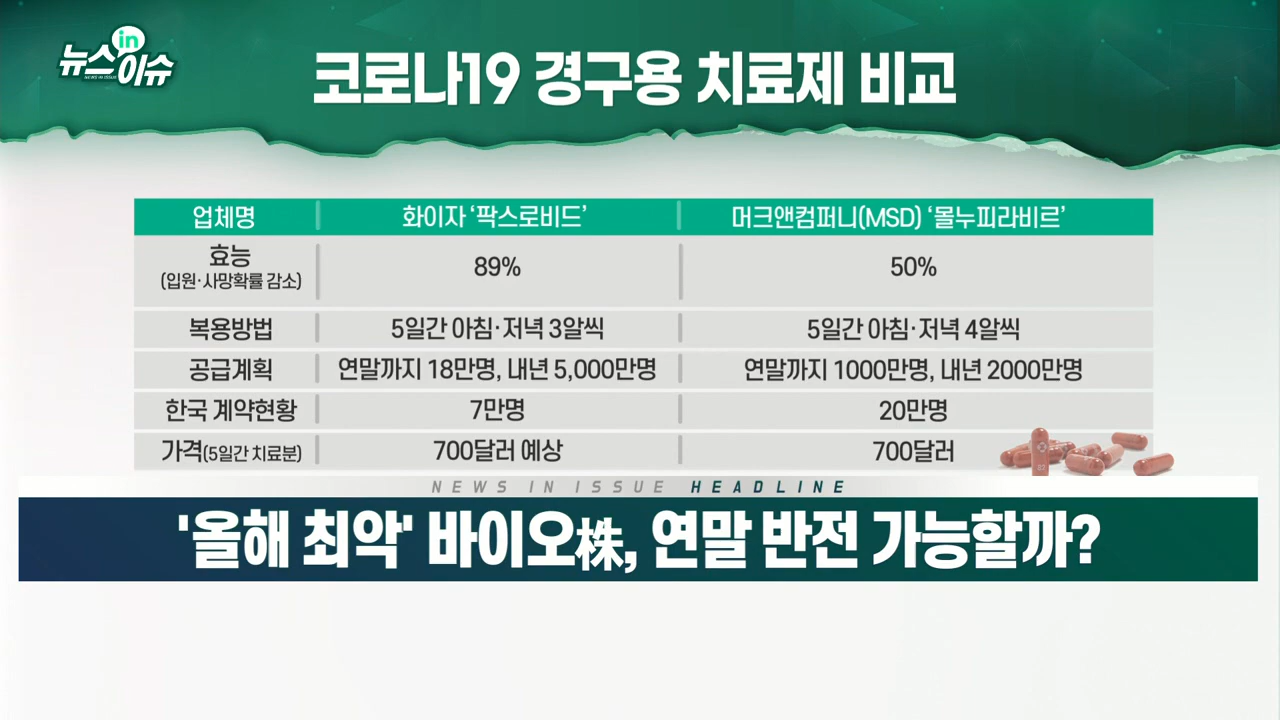 뉴스in이슈
NEWS IN ISSUE
코로나19 경구용 치료제 비교
업체명 화이자 ‘팍스로비드’ 머크앤컴퍼니(MSD) ‘몰누피라비르’
효능 89% 50%
(입원·사망확률 감소)
복용방법 5일간 아침·저녁 3알씩 5일간 아침·저녁 4알씩
공급계획 연말까지 18만명, 내년 5,000만명 연말까지 1000만명, 내년 2000만명
한국 계약현황 7만명 20만명
가격(5일간 치료분) 700달러 예상 700달러
NEWS IN ISSUE HEADLINE
'올해 최악' 바이오株, 연말 반전 가능할까?